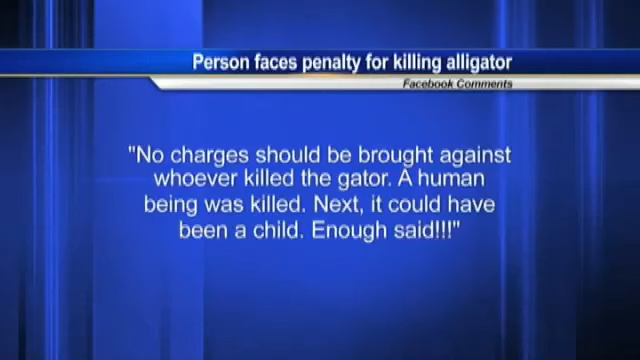 Person faces penalty for killing alligator
Facebook Comments
"No charges should be brought against
whoever killed the gator. A human
being was killed. Next, it could have
been a child. Enough said!!!"